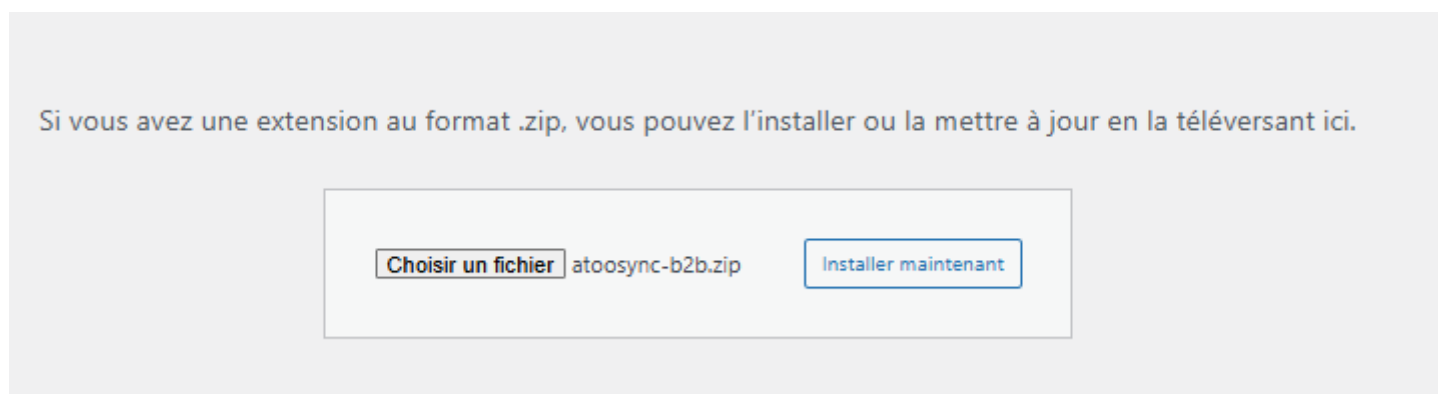 Si vous avez une extension au format .zip, vous pouvez l’installer ou la mettre à jour en la téléversant ici.
Choisir un fichier atoosync-b2b.zip Installer maintenant